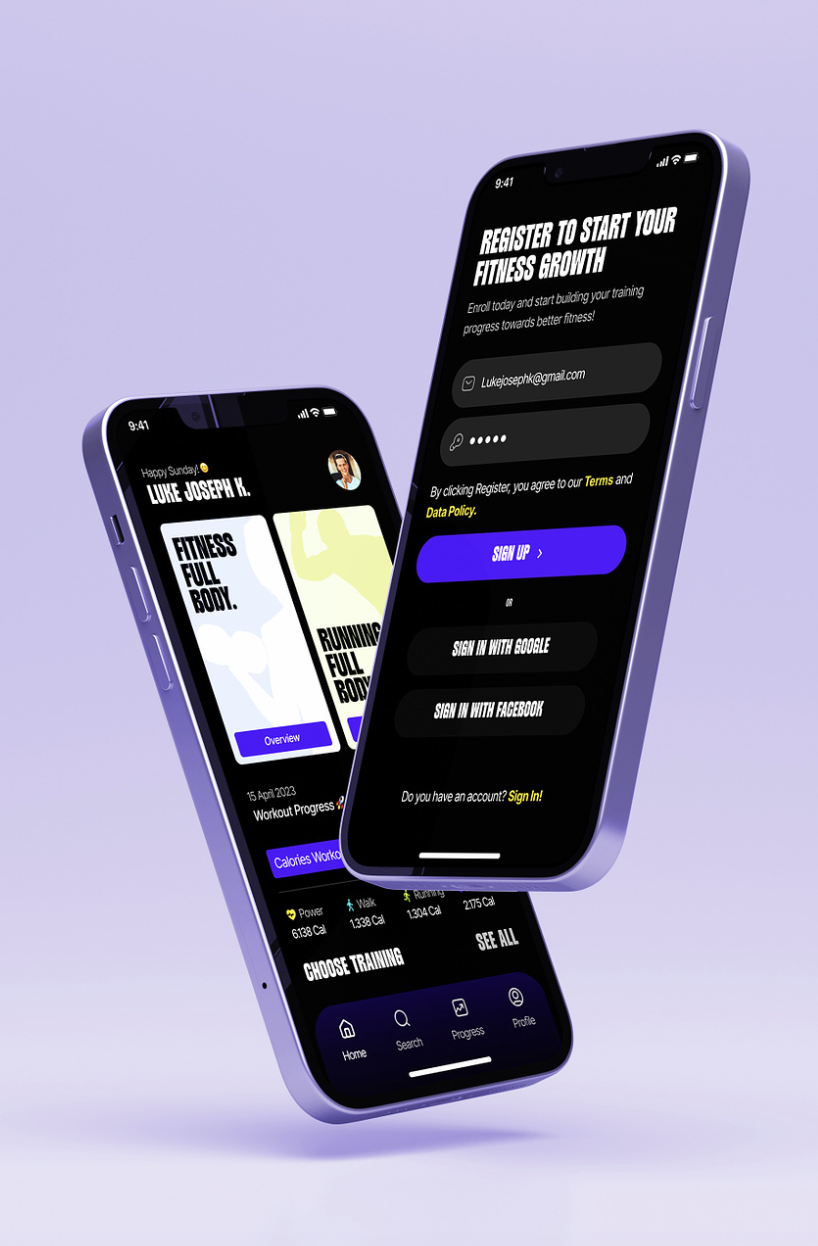 9:41
REGISTER TO START YOUR
FITNESS GROWTH
Enroll today and start building your training
progress towards better fitness!
Lukejosephk@gmail.com
By clicking Register, you agree to our Terms and
Data Policy.
SIGN UP
OR
SIGN IN WITH GOOGLE
SIGN IN WITH FACEBOOK
Do you have an account? Sign In!
9:41
Happy Sunday!
LUKE JOSEPH K.
FITNESS
FULL
BODY.
Overview
RUNNING
FULL
15 April 2023
Workout Progress
Calories
Power
6.138 Cal
Walk
1.338 Cal
Running
1.304 Cal
2.175 Cal
CHOOSE TRAINING
SEE ALL
Home
Search
Progress
Profile